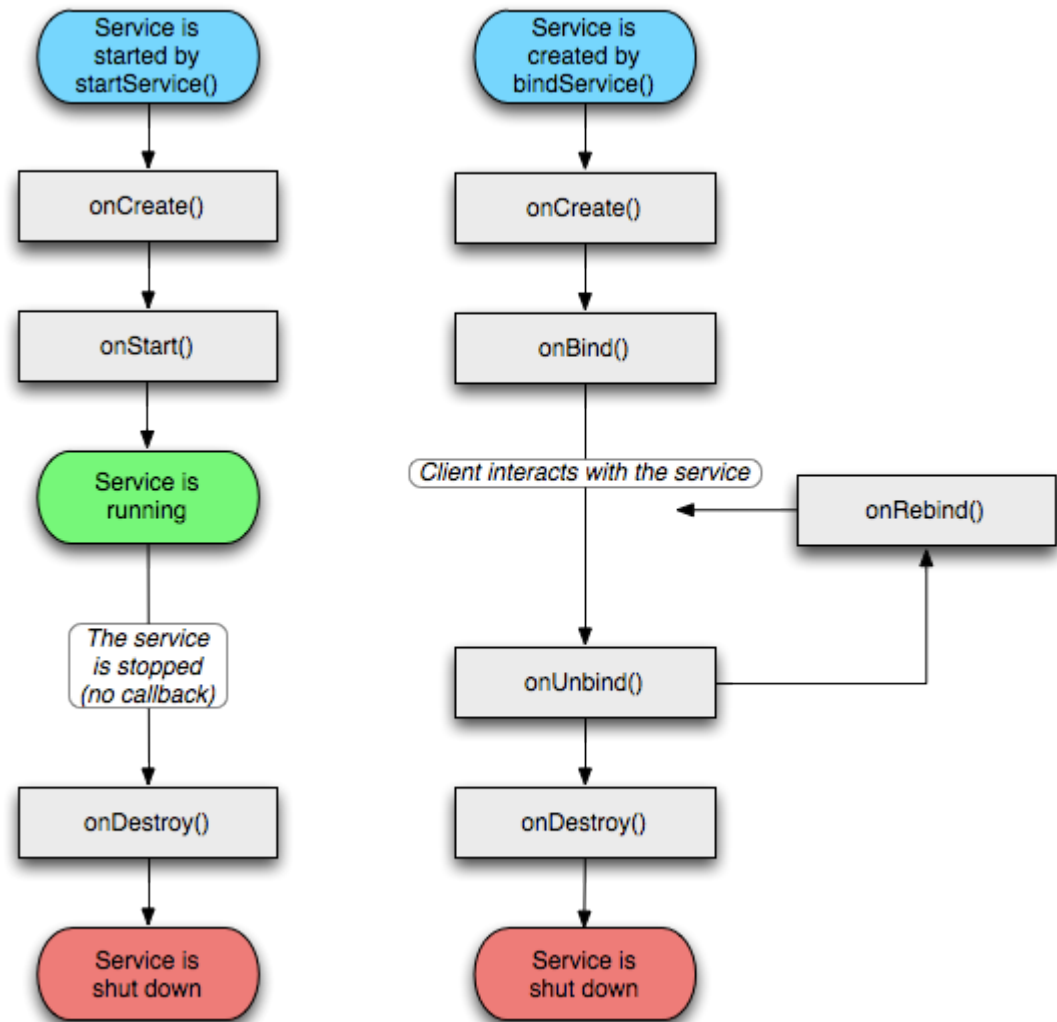 Service is
started by
startService()
onCreate()
onStart()
Service is
running
The service
is stopped
(no callback)
onDestroy()
Service is
shut down
Service is
created by
bindService()
onCreate()
onBind()
Client interacts with the service
onRebind()
onUnbind()
onDestroy()
Service is
shut down